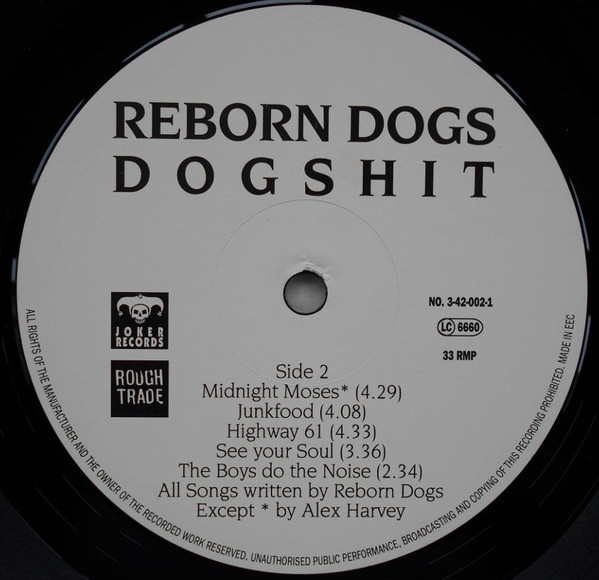 REBORN DOGS
DOGSHIT
JOKER
RECORDS
ROUGH
TRADE
NO. 3-42-002-1
LC 6660
33 RMP
Side 2
Midnight Moses* (4.29)
Junkfood (4.08)
Highway 61 (4.33)
See your Soul (3.36)
The Boys do the Noise (2.34)
All Songs written by Reborn Dogs
Except * by Alex Harvey
ALL RIGHTS OF THE MANUFACTURER AND THE OWNER OF THE RECORDED WORK RESERVED. UNAUTHORISED PUBLIC PERFORMANCE, BROADCASTING AND COPYING OF THIS RECORDING PROHIBITED. MADE IN EEC